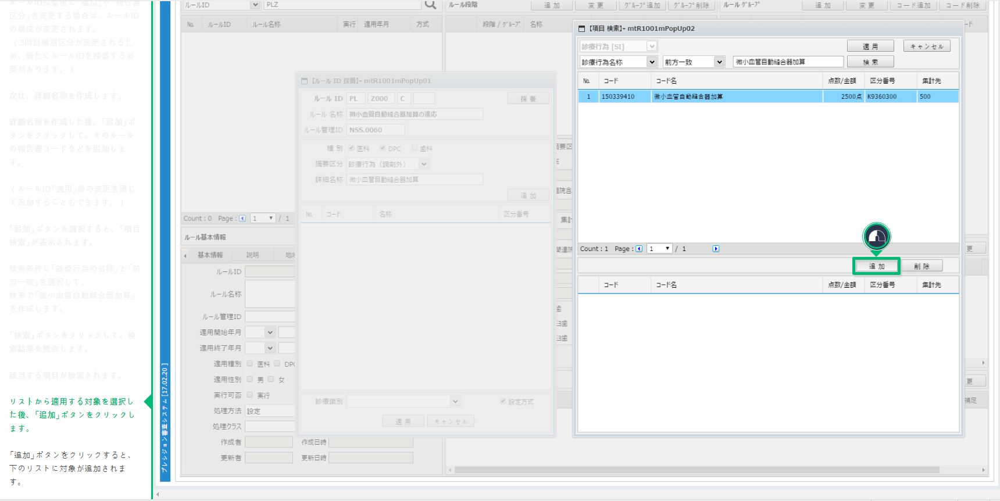 ルールID採番後に「種別」や「報告書
区分」を変更する場合は、ルールID
の構成が変更されます。
（3回目種別区分が変更されるた
め、新たにルールIDを採番する必
要があります。）
次は、詳細名称を作成します。
詳細名称を作成した後、「追加」ボ
タンをクリックして、そのルール
の報告書コードなどを追加しま
す。
（ルールID「適用」後の変更を通じ
て追加することもできます。）
「追加」ボタンを選択すると、「項目
検索」が表示されます。
検索条件に「診療行為の名称」と「前
方一致」を選択して、
検索で「微小血管自動縫合器加算」
を作成します。
「検索」ボタンをクリックして、検
索結果を照会します。
該当する項目が検索されます。
リストから適用する対象を選択し
た後、「追加」ボタンをクリックし
ます。
「追加」ボタンをクリックすると、
下のリストに対象が追加されま
す。
プレシジョン審査システム [17.02.20 ]
ルールID PLZ
No. ルールID ルール名称 実行 適用年月 方式
Count : 0 Page : 1 / 1
ルール基本情報
基本情報 説明
ルールID
ルール名称
ルール管理ID
適用開始年月
適用終了年月
適用種別 医科 DPC
適用性別 男 女
実行可否 実行
処理方法 設定
処理クラス
作成者 作成日時
更新者 更新日時
ルール段階 追 加 変 更 グループ追加 グループ削除
段階 / グループ 名称
ルール グループ 追 加 変 更 コード追加 コード削除
【ルール ID 採番】- mtR1001mPopUp01
ルール ID PL Z000 C 採 番
ルール 名称 微小血管自動縫合器加算の適応
ルール管理ID NSS.0060
種 別 医科 DPC 歯科
摘要区分 診療行為（調剤外）
詳細名称 微小血管自動縫合器加算
追 加
No. コード 名称 区分番号
診療識別 設定方式
適 用 キャンセル
摘要区
集計
臼歯
臼歯
更
更
補足
【項目 検索】- mtR1001mPopUp02
診療行為 [SI] 適 用 キャンセル
診療行為名称 前方一致 微小血管自動縫合器加算 検 索
No. コード コード名 点数/金額 区分番号 集計先
1 150339410 微小血管自動縫合器加算 2500点 K9360300 500
Count : 1 Page : 1 / 1
追 加 削 除
コード コード名 点数/金額 区分番号 集計先